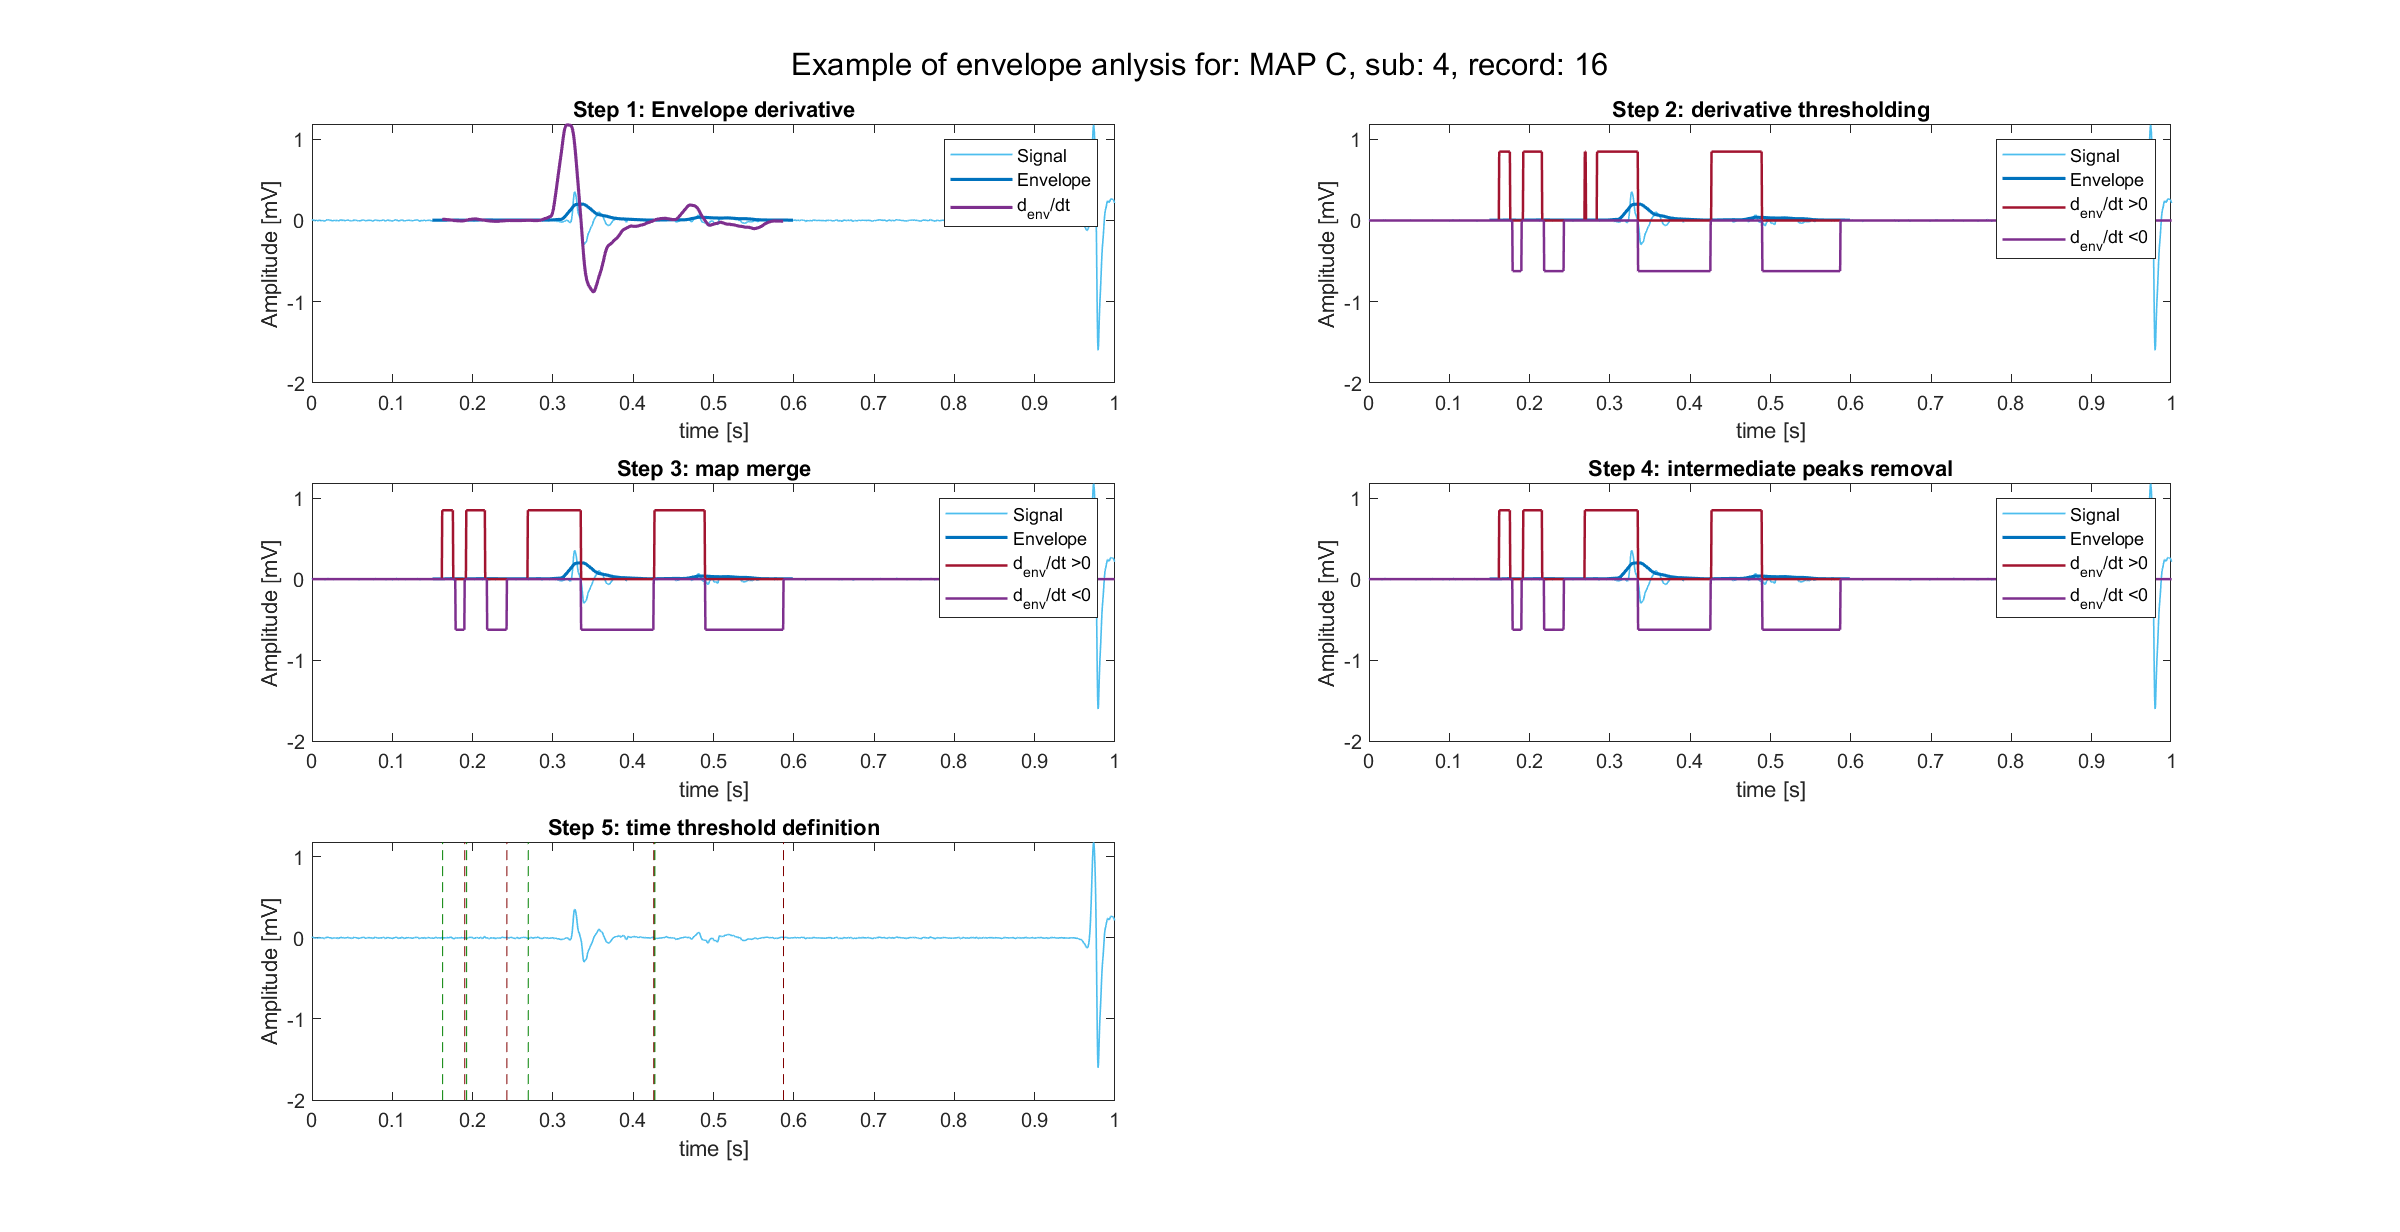 Example of envelope anlysis for: MAP C, sub: 4, record: 16
Step 1: Envelope derivative
1
0
-1
-2
Amplitude [mV]
0 0.1 0.2 0.3 0.4 0.5 0.6 0.7 0.8 0.9 1
time [s]
Signal
Envelope
d_env/dt
Step 2: derivative thresholding
1
0
-1
-2
Amplitude [mV]
0 0.1 0.2 0.3 0.4 0.5 0.6 0.7 0.8 0.9 1
time [s]
Signal
Envelope
d_env/dt >0
d_env/dt <0
Step 3: map merge
1
0
-1
-2
Amplitude [mV]
0 0.1 0.2 0.3 0.4 0.5 0.6 0.7 0.8 0.9 1
time [s]
Signal
Envelope
d_env/dt >0
d_env/dt <0
Step 4: intermediate peaks removal
1
0
-1
-2
Amplitude [mV]
0 0.1 0.2 0.3 0.4 0.5 0.6 0.7 0.8 0.9 1
time [s]
Signal
Envelope
d_env/dt >0
d_env/dt <0
Step 5: time threshold definition
1
0
-1
-2
Amplitude [mV]
0 0.1 0.2 0.3 0.4 0.5 0.6 0.7 0.8 0.9 1
time [s]